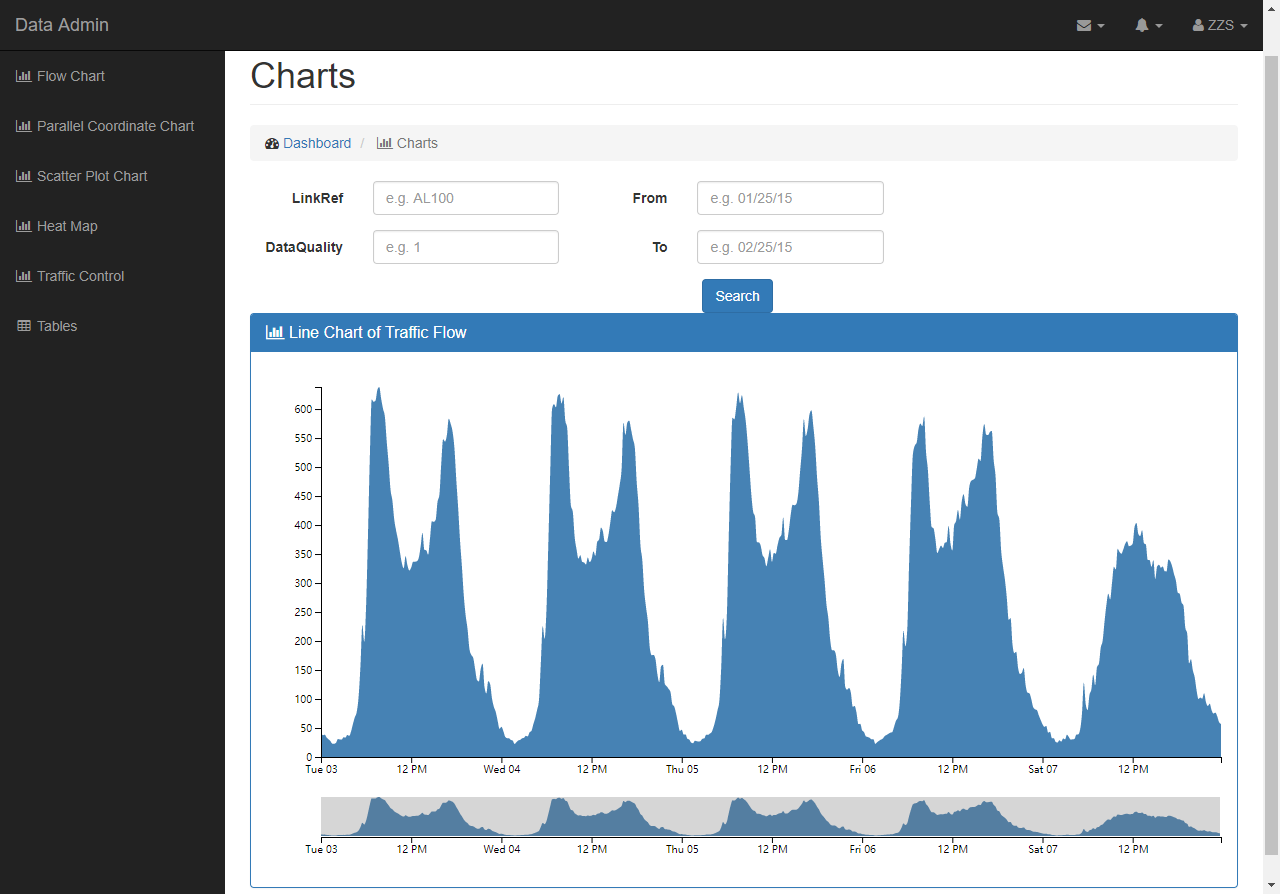 Data Admin
ZZS
Flow Chart
Parallel Coordinate Chart
Scatter Plot Chart
Heat Map
Traffic Control
Tables
Charts
Dashboard / Charts
LinkRef e.g. AL100 From e.g. 01/25/15
DataQuality e.g. 1 To e.g. 02/25/15
Search
Line Chart of Traffic Flow
600
550
500
450
400
350
300
250
200
150
100
50
0
Tue 03 12 PM Wed 04 12 PM Thu 05 12 PM Fri 06 12 PM Sat 07 12 PM
Tue 03 12 PM Wed 04 12 PM Thu 05 12 PM Fri 06 12 PM Sat 07 12 PM